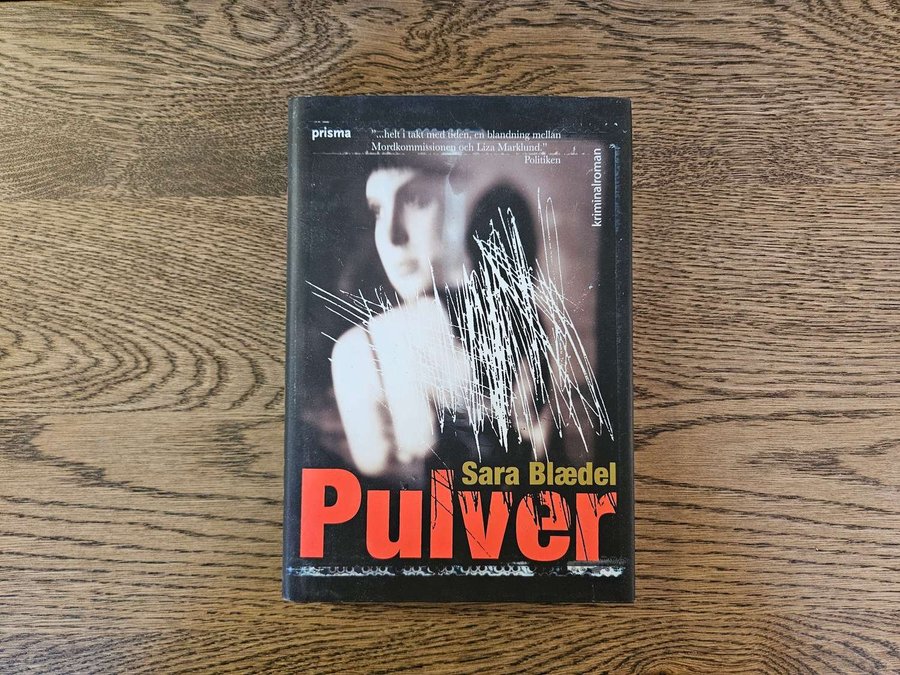 prisma
"...helt i takt med tiden, en blandning mellan
Mordkommissionen och Liza Marklund."
Politiken
kriminalroman
Sara Blædel
Pulver